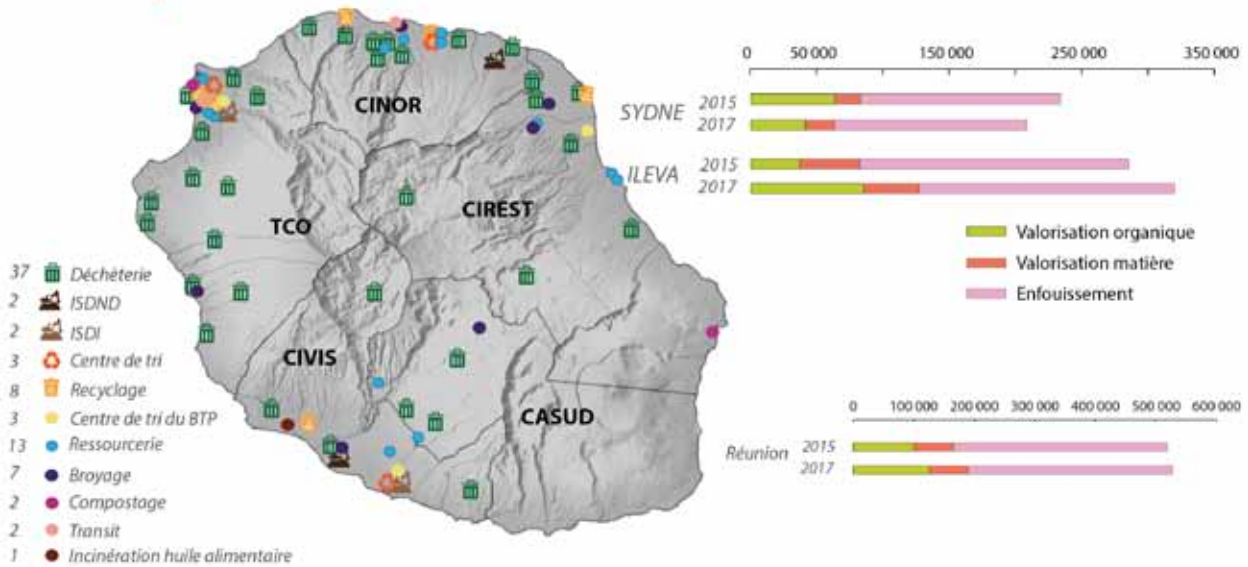 50 000 150 000 250 000 350 000
SYDNE 2015
2017
ILEVA 2015
2017
Valorisation organique
Valorisation matière
Enfouissement
CINOR
CIREST
TCO
CIVIS
CASUD
37 Déchèterie
2 ISDND
2 ISDI
3 Centre de tri
8 Recyclage
3 Centre de tri du BTP
13 Ressourcerie
7 Broyage
2 Compostage
2 Transit
1 Incinération huile alimentaire
0 100 000 200 000 300 000 400 000 500 000 600 000
Réunion 2015
2017